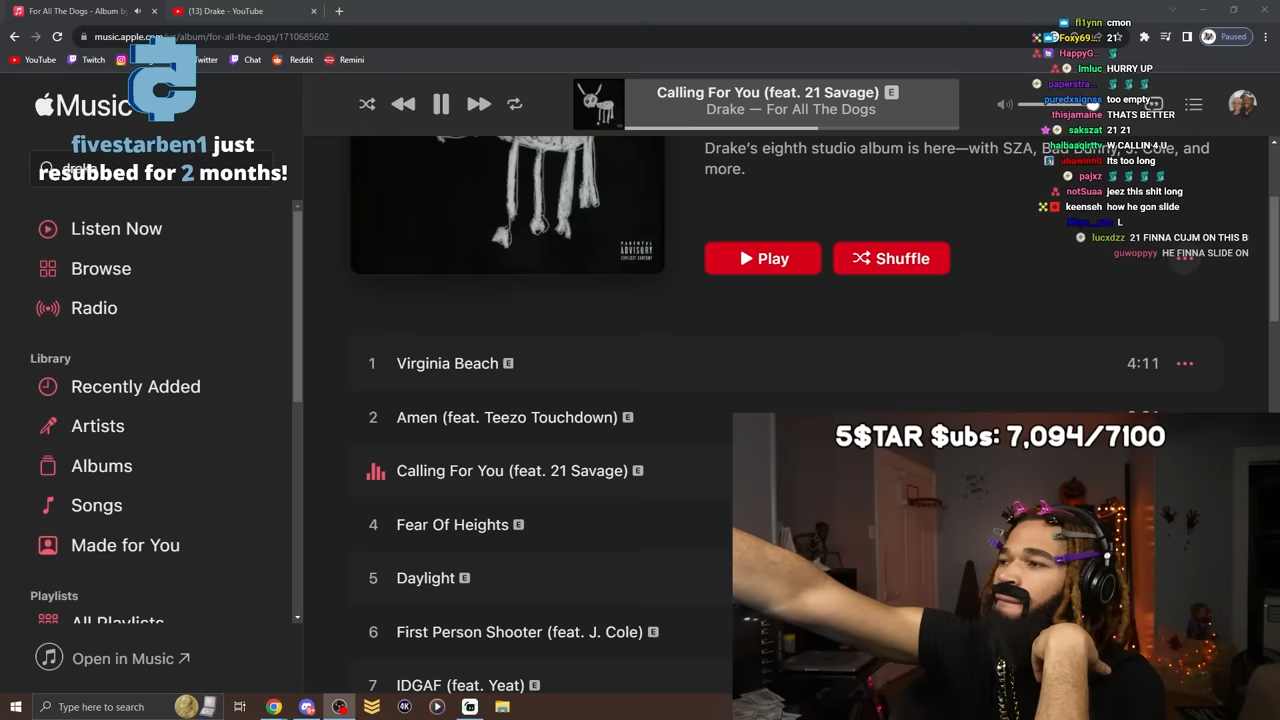 For All The Dogs - Album b
(13) Drake - YouTube
music.apple.com/us/album/for-all-the-dogs/1710685602
Paused
YouTube
Twitch
Twitter
Chat
Reddit
Remini
Music
Calling For You (feat. 21 Savage) E
Drake — For All The Dogs
drake
fivestarben1 just
resubbed for 2 months!
Listen Now
Browse
Radio
Library
Recently Added
Artists
Albums
Songs
Made for You
Playlists
All Playlists
Open in Music
Drake's eighth studio album is here—with SZA, Bad Bunny, J. Cole, and
more.
PARENTAL
ADVISORY
EXPLICIT CONTENT
Play
Shuffle
1 Virginia Beach E 4:11
2 Amen (feat. Teezo Touchdown) E
Calling For You (feat. 21 Savage) E
4 Fear Of Heights E
5 Daylight E
6 First Person Shooter (feat. J. Cole) E
7 IDGAF (feat. Yeat) E
fl1ynn cmon
Foxy69... 21
HappyG...
lmluc HURRY UP
paperstra...
puredxsignss too empty
thisjamaine THATS BETTER
sakszat 21 21
W CALLIN 4 U
Its too long
pajxz
notSuaa jeez this shit long
keenseh how he gon slide
L
lucxdzz 21 FINNA CUJM ON THIS B
guwoppyy HE FINNA SLIDE ON
5$TAR $ubs: 7,094/7100
Type here to search